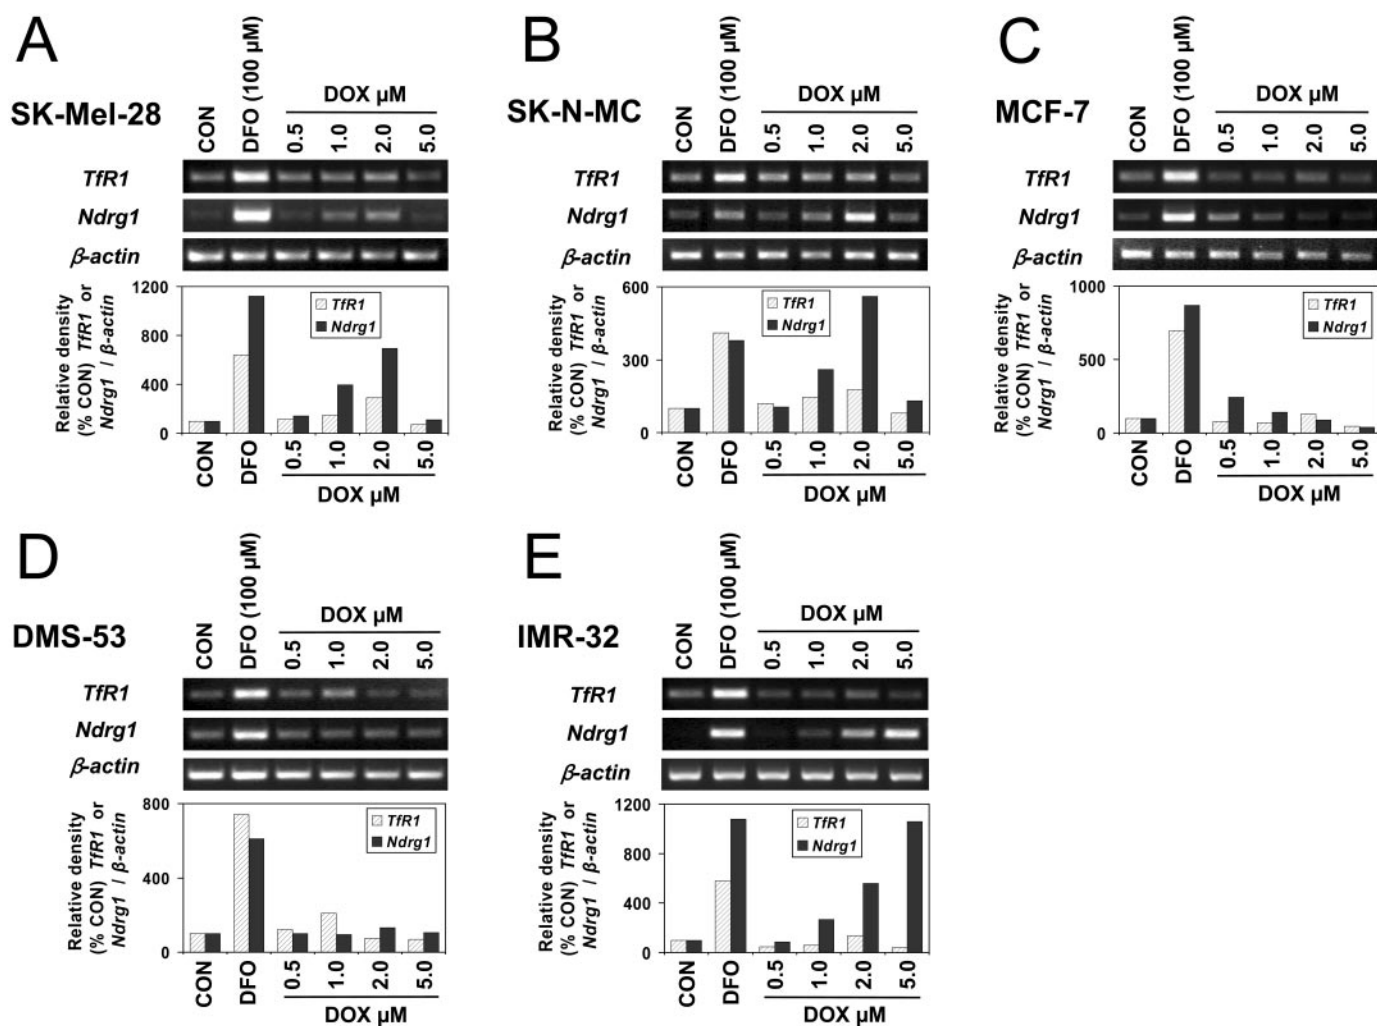 A
SK-Mel-28
CON
DFO (100 µM)
DOX µM
0.5 1.0 2.0 5.0
TfR1
Ndrg1
β-actin
Relative density
(% CON) TfR1 or
Ndrg1 / β-actin
1200
800
400
0
TfR1
Ndrg1
CON DFO 0.5 1.0 2.0 5.0
DOX µM
B
SK-N-MC
CON
DFO (100 µM)
DOX µM
0.5 1.0 2.0 5.0
TfR1
Ndrg1
β-actin
Relative density
(% CON) TfR1 or
Ndrg1 / β-actin
600
300
0
TfR1
Ndrg1
CON DFO 0.5 1.0 2.0 5.0
DOX µM
C
MCF-7
CON
DFO (100 µM)
DOX µM
0.5 1.0 2.0 5.0
TfR1
Ndrg1
β-actin
Relative density
(% CON) TfR1 or
Ndrg1 / β-actin
1000
500
0
TfR1
Ndrg1
CON DFO 0.5 1.0 2.0 5.0
DOX µM
D
DMS-53
CON
DFO (100 µM)
DOX µM
0.5 1.0 2.0 5.0
TfR1
Ndrg1
β-actin
Relative density
(% CON) TfR1 or
Ndrg1 / β-actin
800
400
0
TfR1
Ndrg1
CON DFO 0.5 1.0 2.0 5.0
DOX µM
E
IMR-32
CON
DFO (100 µM)
DOX µM
0.5 1.0 2.0 5.0
TfR1
Ndrg1
β-actin
Relative density
(% CON) TfR1 or
Ndrg1 / β-actin
1200
800
400
0
TfR1
Ndrg1
CON DFO 0.5 1.0 2.0 5.0
DOX µM